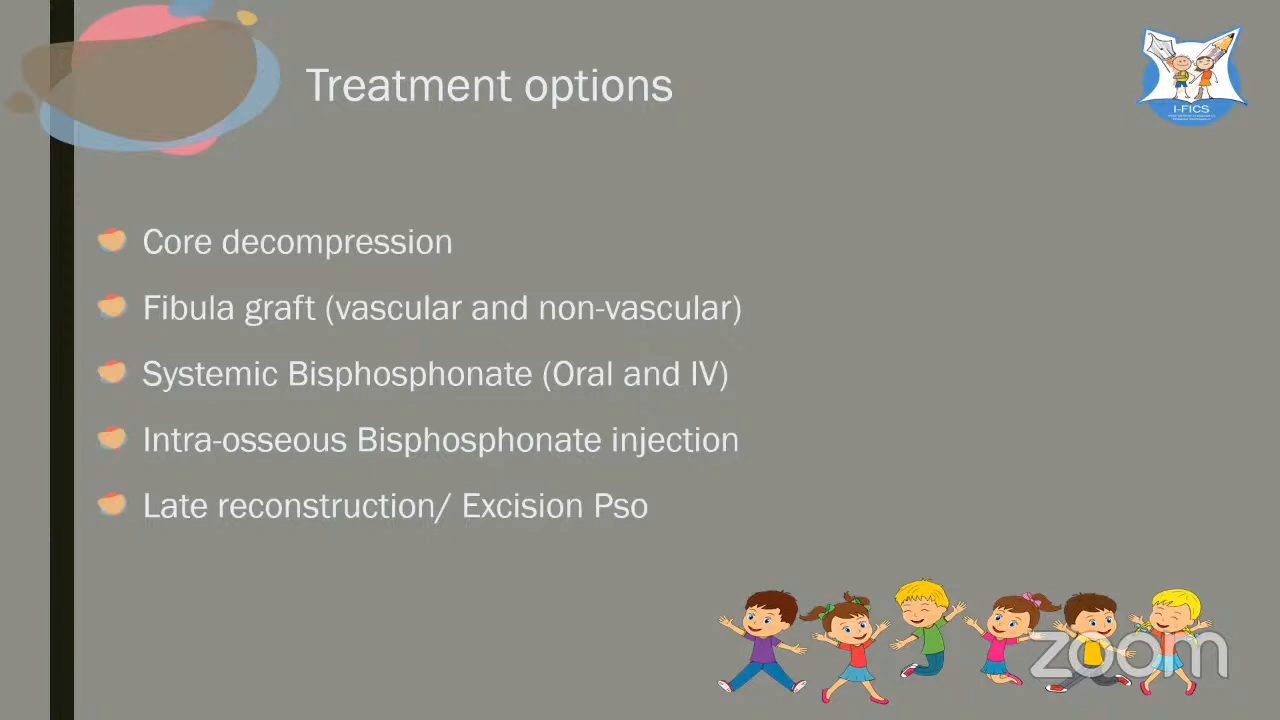 Treatment options
I-FICS
Core decompression
Fibula graft (vascular and non-vascular)
Systemic Bisphosphonate (Oral and IV)
Intra-osseous Bisphosphonate injection
Late reconstruction/ Excision Pso
zoom